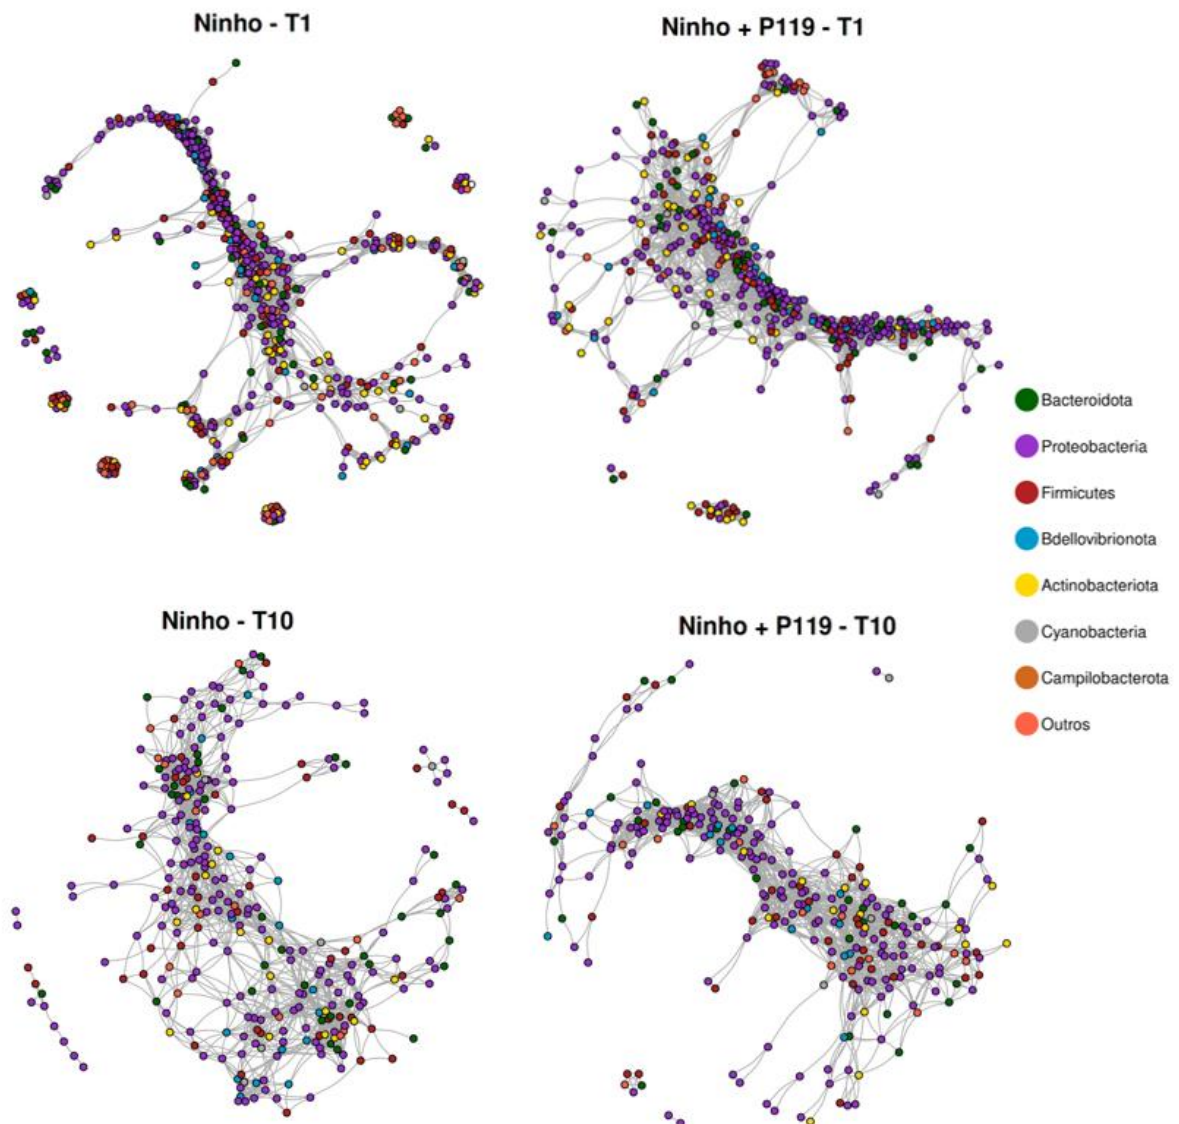 Ninho - T1
Ninho + P119 - T1
Bacteroidota
Proteobacteria
Firmicutes
Bdellovibrionota
Actinobacteriota
Cyanobacteria
Campilobacterota
Outros
Ninho - T10
Ninho + P119 - T10